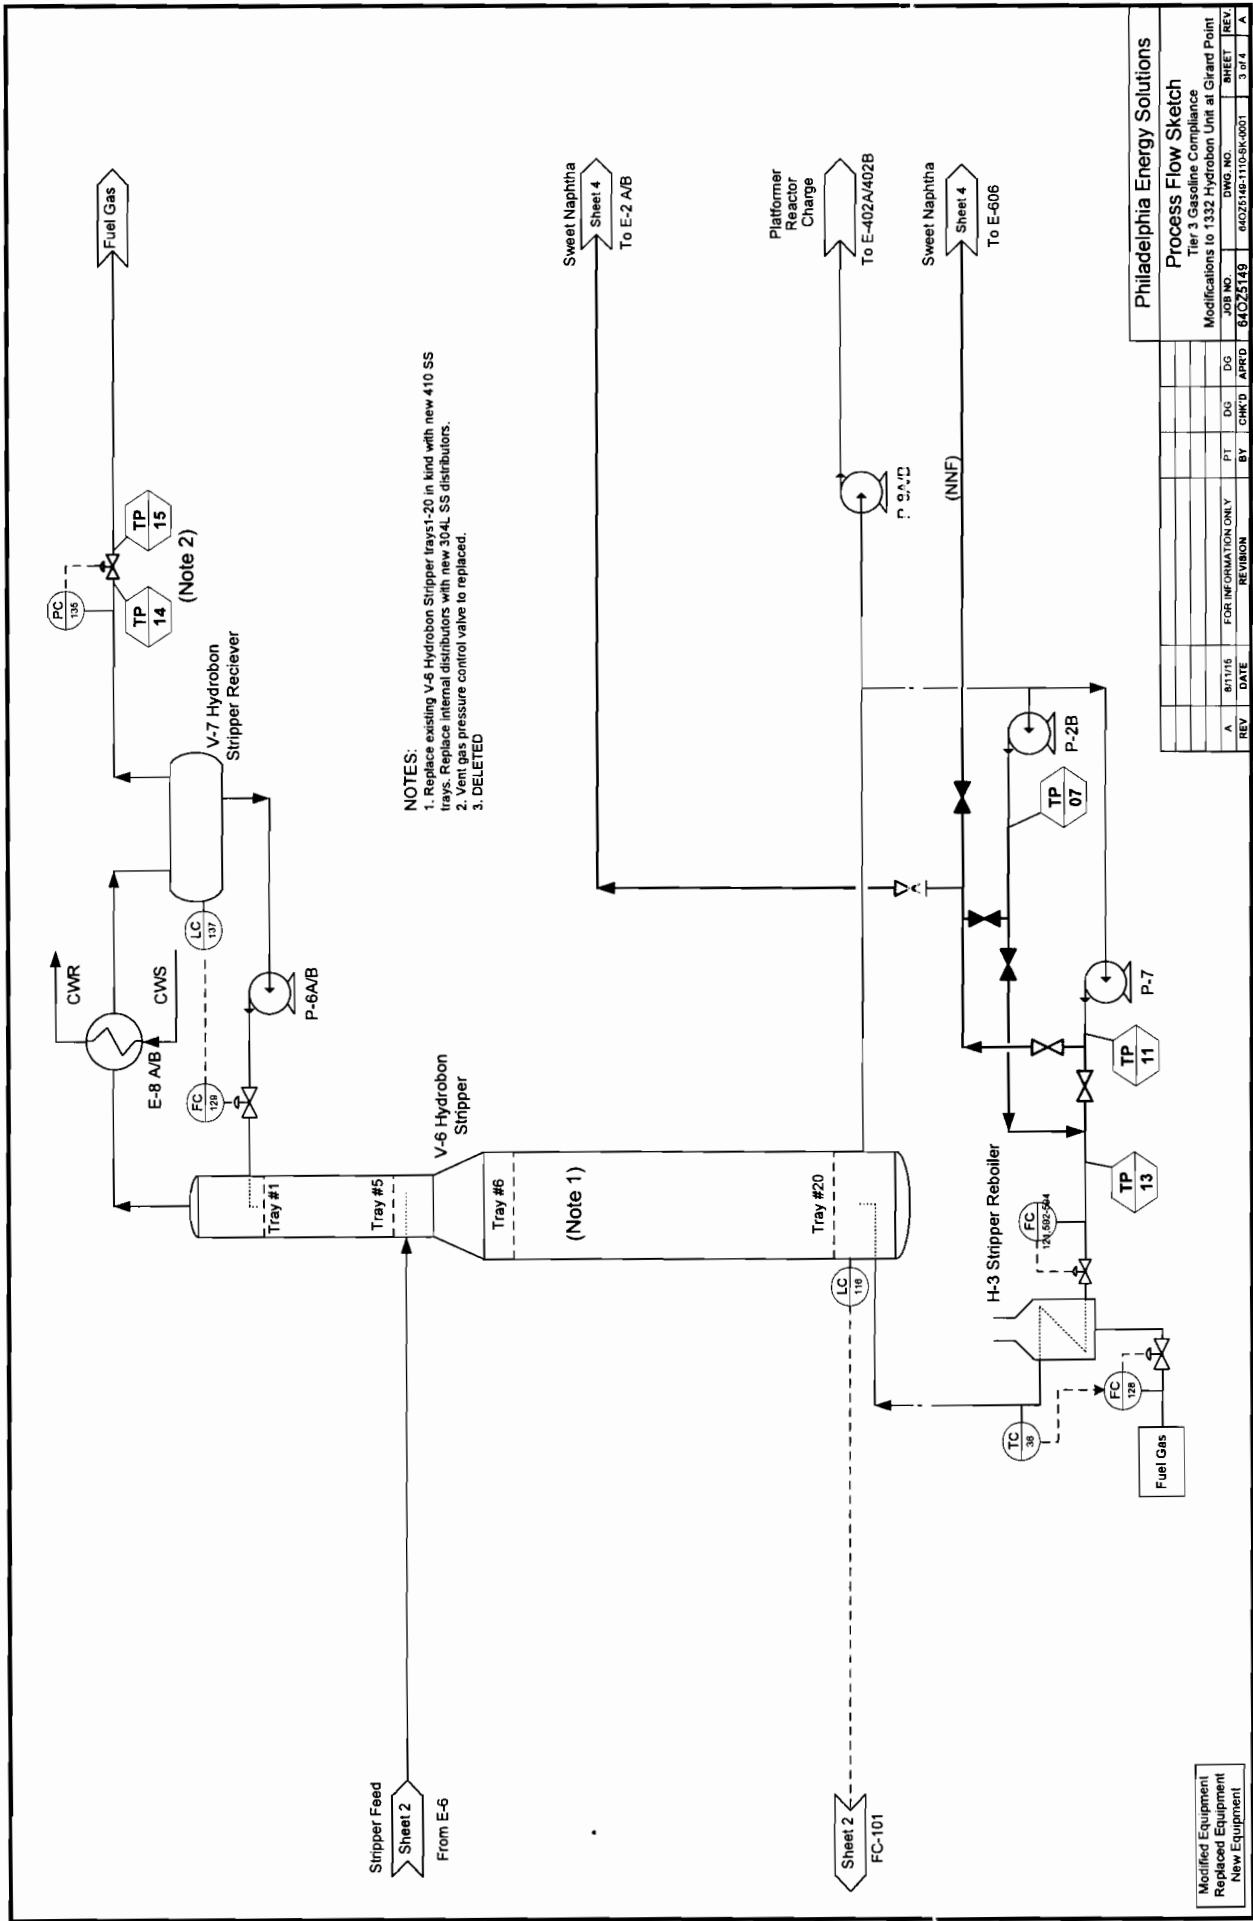 Fuel Gas
PC
135
TP
14
TP
15
(Note 2)
V-7 Hydrobon
Stripper Reciever
CWR
CWS
E-8 A/B
LC
137
FC
129
P-6A/B
NOTES:
1. Replace existing V-6 Hydrobon Stripper trays1-20 in kind with new 410 SS
trays. Replace internal distributors with new 304L SS distributors.
2. Vent gas pressure control valve to replaced.
3. DELETED
V-6 Hydrobon
Stripper
Tray #1
Tray #5
Tray #6
(Note 1)
Tray #20
Stripper Feed
Sheet 2
From E-6
Sweet Naphtha
Sheet 4
To E-2 A/B
Platformer
Reactor
Charge
To E-402A/402B
Sweet Naphtha
Sheet 4
To E-606
(NNF)
P-2B
TP
07
P-7
TP
11
TP
13
LC
116
Sheet 2
FC-101
H-3 Stripper Reboiler
FC
TC
36
FC
128
Fuel Gas
Modified Equipment
Replaced Equipment
New Equipment
Philadelphia Energy Solutions
Process Flow Sketch
Tier 3 Gasoline Compliance
Modifications to 1332 Hydrobon Unit at Girard Point
A 8/11/15 FOR INFORMATION ONLY PT DG DG
REV DATE REVISION BY CHK'D APR'D
JOB NO. DWG. NO. SHEET REV.
64OZ5149 64OZ5149-1110-SK-0001 3 of 4 A